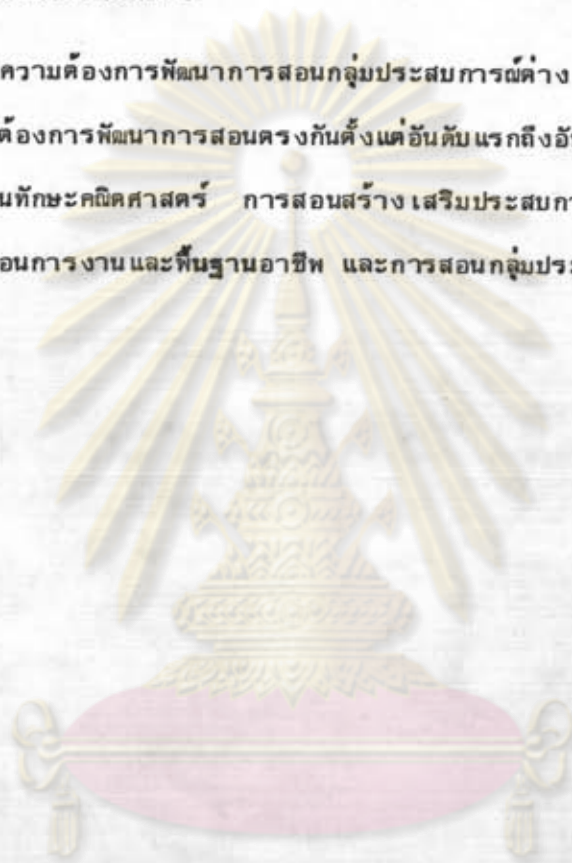 ความต้องการพัฒนาการสอนกลุ่มประสบการณ์ต่าง
ต้องการพัฒนาการสอนตรงกันตั้งแต่อันดับแรกถึงอั
นทักษะคณิตศาสตร์ การสอนสร้างเสริมประสบกา
อนการงานและพื้นฐานอาชีพ และการสอนกลุ่มประ